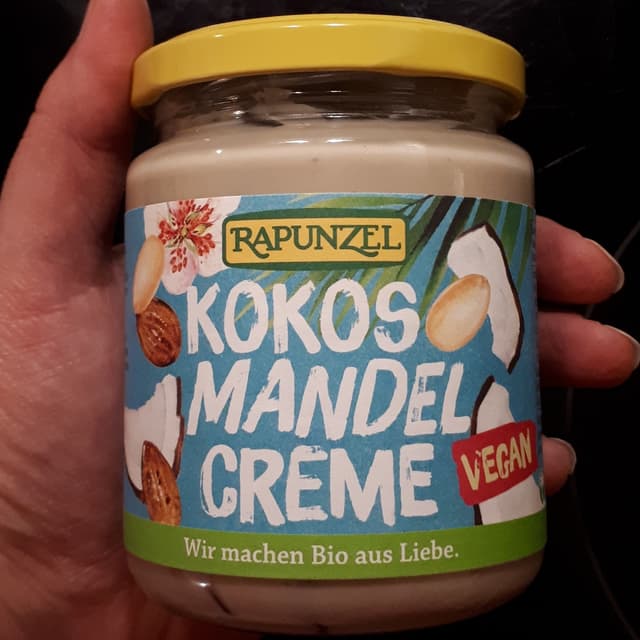 RAPUNZEL
KOKOS
MANDEL
CREME
VEGAN
Wir machen Bio aus Liebe.